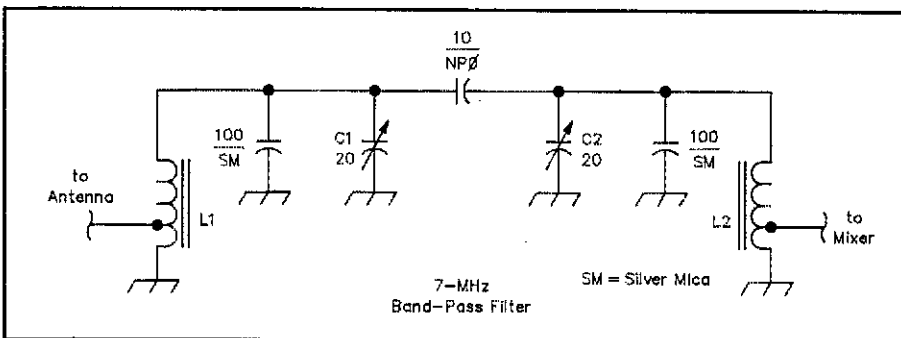 10
NPØ
100
SM
C1
20
C2
20
100
SM
to
Antenna
L1
L2
to
Mixer
7-MHz
Band-Pass Filter
SM = Silver Mica